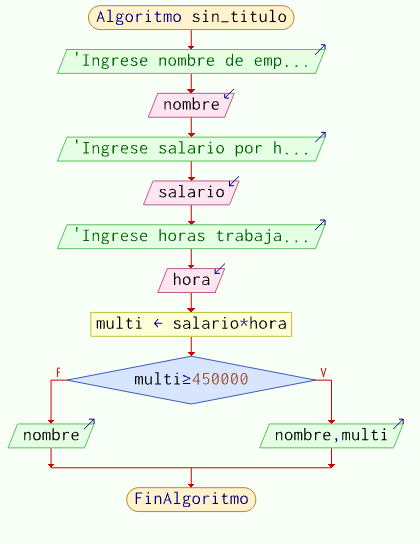 Algoritmo sin_titulo
'Ingrese nombre de emp...
nombre
'Ingrese salario por h...
salario
'Ingrese horas trabaja...
hora
multi ← salario*hora
multi≥450000
F
V
nombre
nombre,multi
FinAlgoritmo